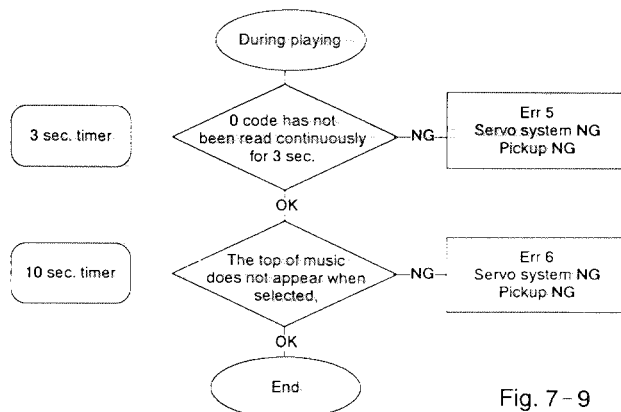 During playing
3 sec. timer
0 code has not
been read continuously
for 3 sec.
NG
Err 5
Servo system NG
Pickup NG
OK
10 sec. timer
The top of music
does not appear when
selected,
NG
Err 6
Servo system NG
Pickup NG
OK
End
Fig. 7-9